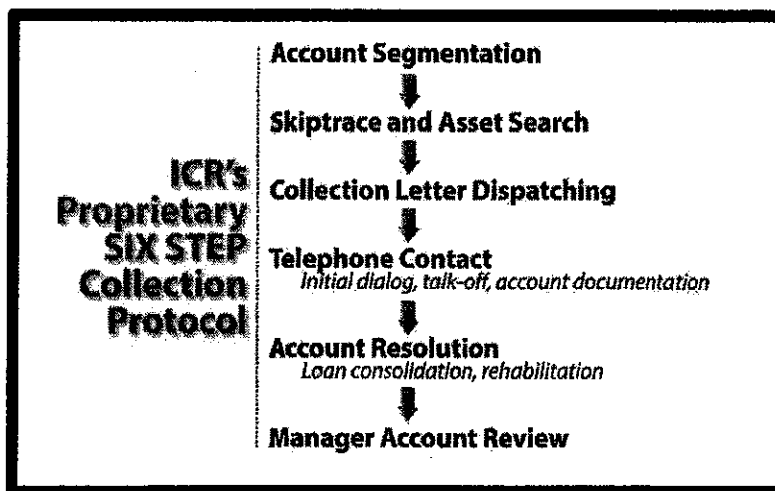 ICR's
Proprietary
SIX STEP
Collection
Protocol
Account Segmentation
Skiptrace and Asset Search
Collection Letter Dispatching
Telephone Contact
Initial dialog, talk-off, account documentation
Account Resolution
Loan consolidation, rehabilitation
Manager Account Review